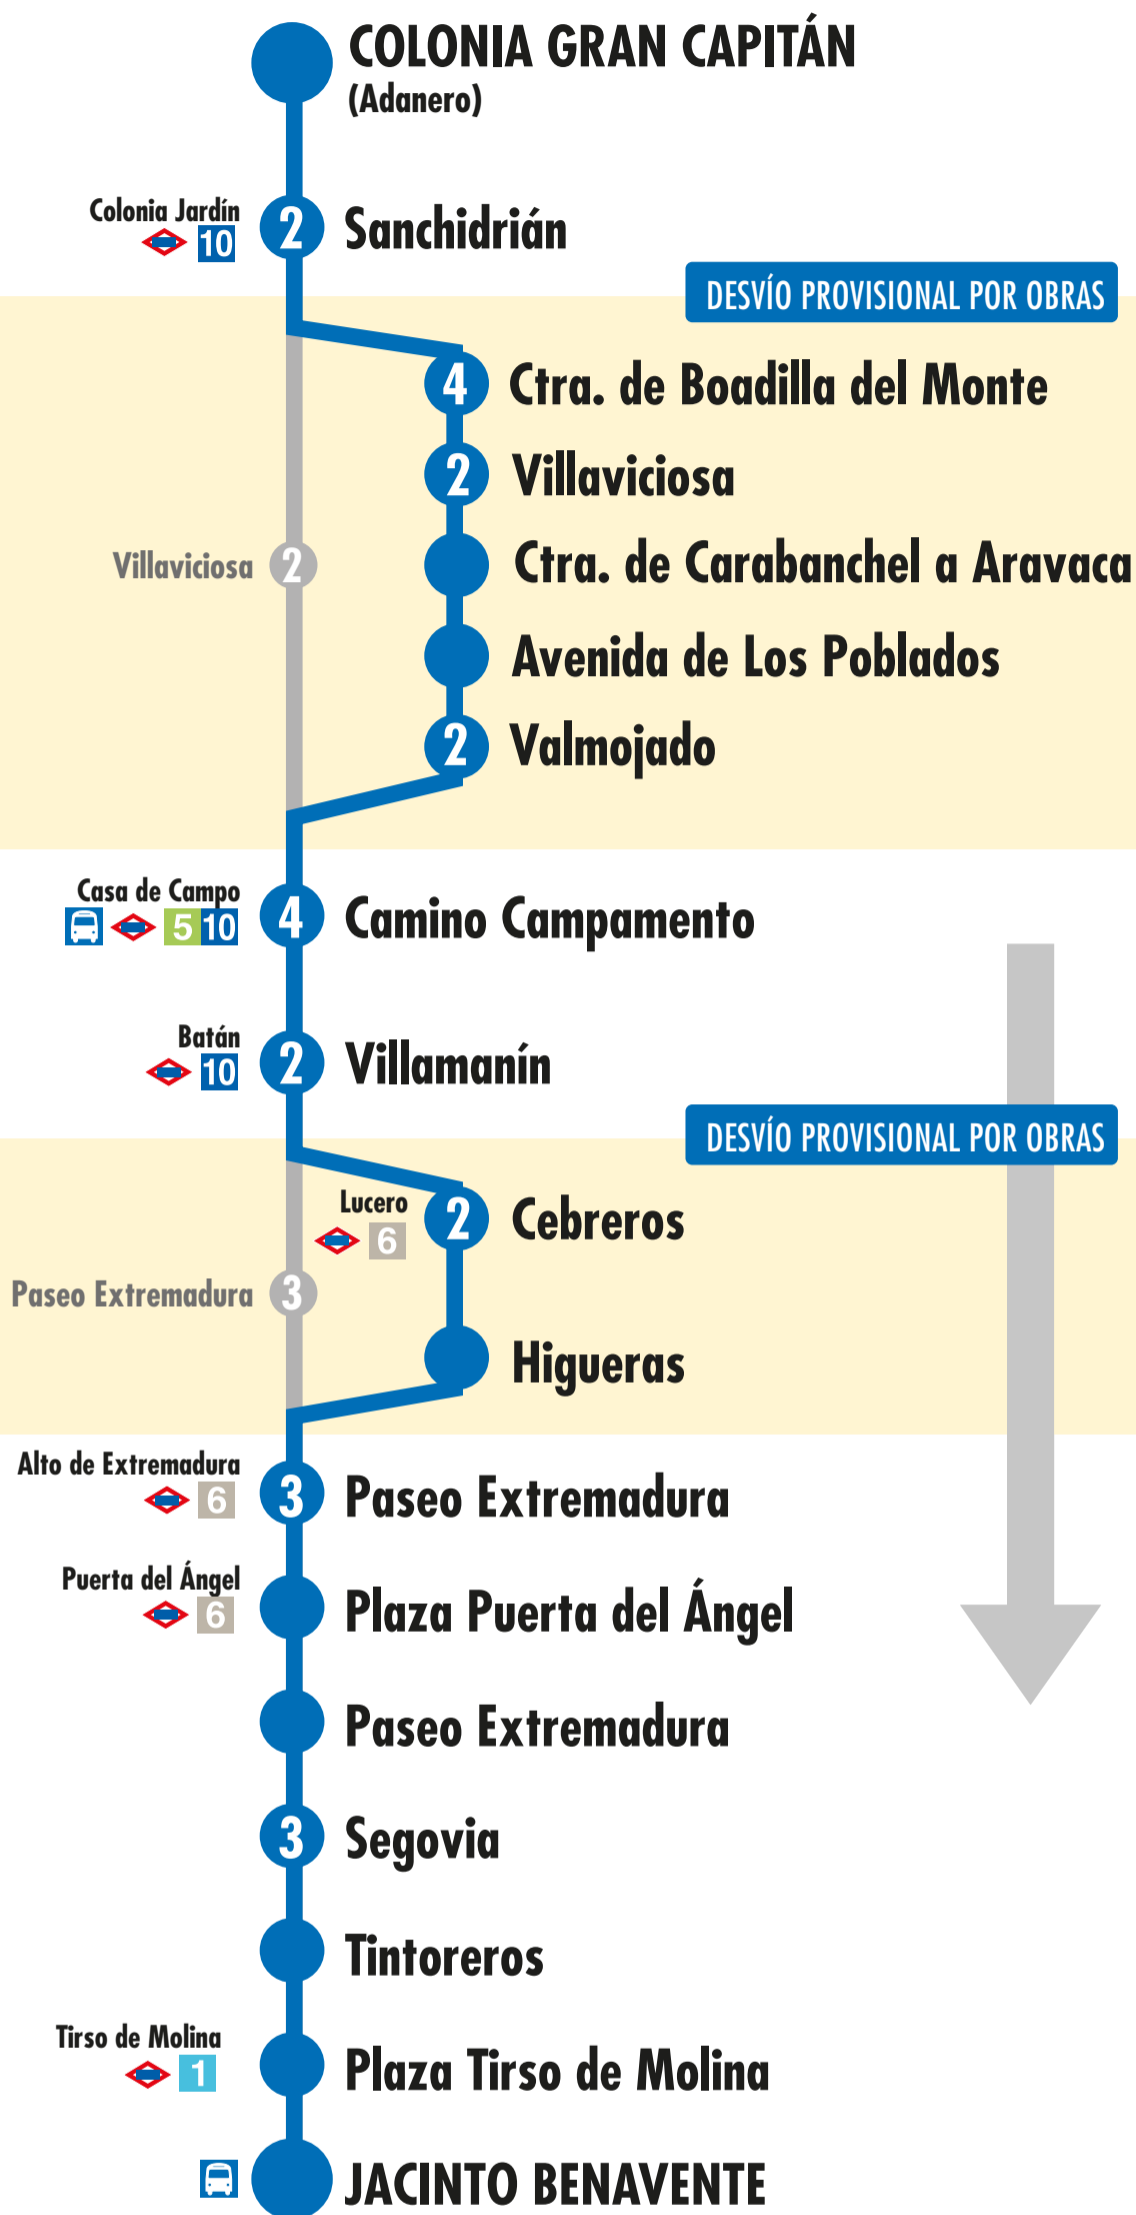 COLONIA GRAN CAPITÁN
(Adanero)
Colonia Jardín
10
2
Sanchidrián
DESVÍO PROVISIONAL POR OBRAS
4
Ctra. de Boadilla del Monte
2
Villaviciosa
Villaviciosa
2
Ctra. de Carabanchel a Aravaca
Avenida de Los Poblados
2
Valmojado
Casa de Campo
5 10
4
Camino Campamento
Batán
10
2
Villamanín
DESVÍO PROVISIONAL POR OBRAS
Lucero
6
2
Cebreros
Paseo Extremadura
3
Higueras
Alto de Extremadura
6
3
Paseo Extremadura
Puerta del Ángel
6
Plaza Puerta del Ángel
Paseo Extremadura
3
Segovia
Tintoreros
Tirso de Molina
1
Plaza Tirso de Molina
JACINTO BENAVENTE